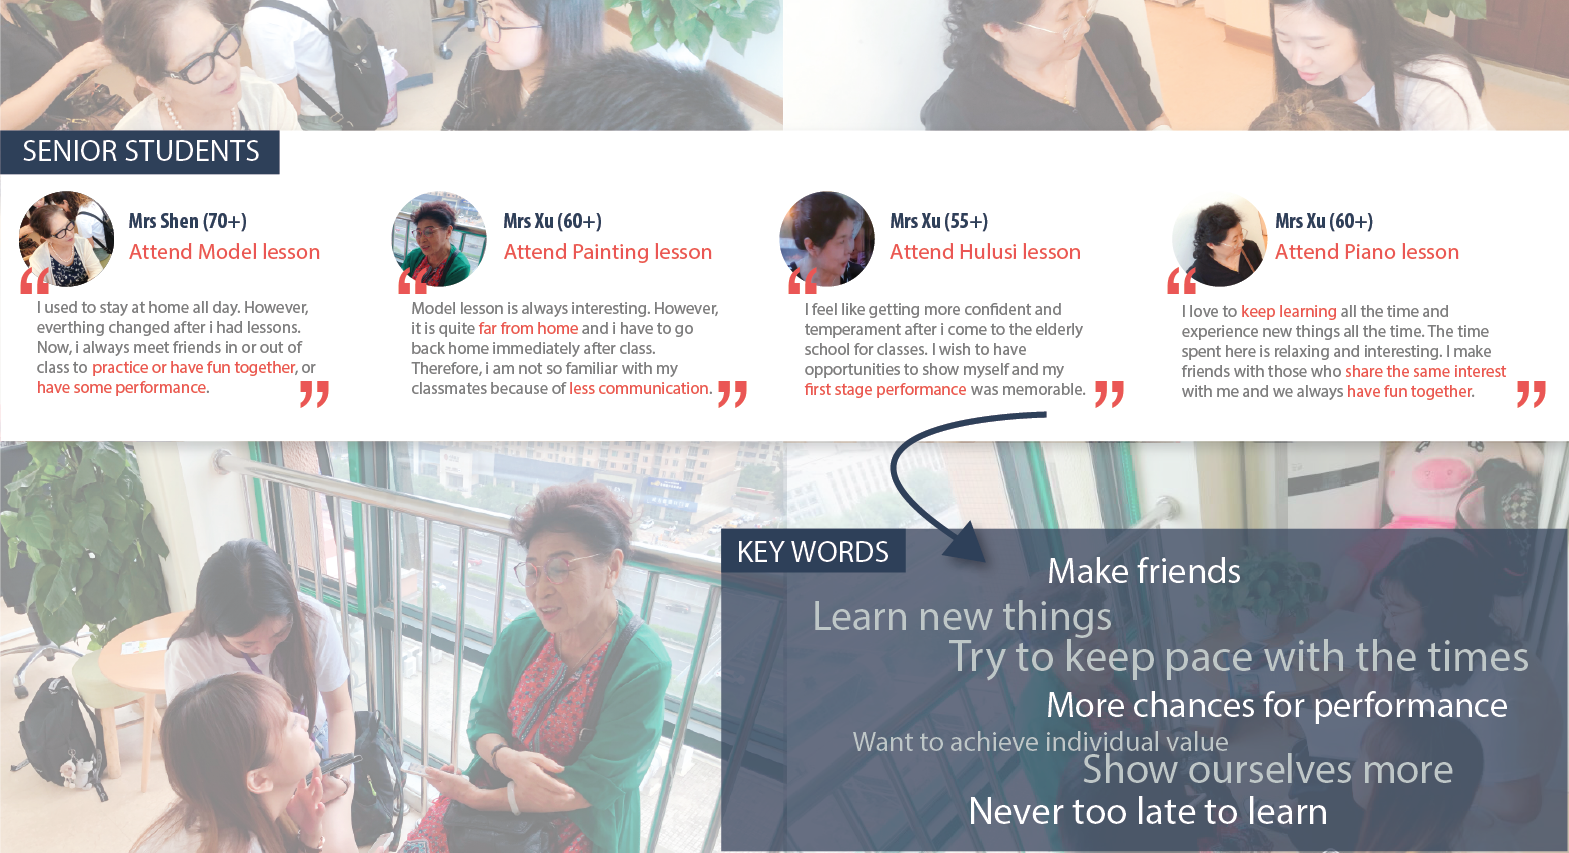 SENIOR STUDENTS
Mrs Shen (70+)
Attend Model lesson
“
I used to stay at home all day. However,
everthing changed after i had lessons.
Now, i always meet friends in or out of
class to practice or have fun together, or
have some performance.
”
Mrs Xu (60+)
Attend Painting lesson
“
Model lesson is always interesting. However,
it is quite far from home and i have to go
back home immediately after class.
Therefore, i am not so familiar with my
classmates because of less communication.
”
Mrs Xu (55+)
Attend Hulusi lesson
“
I feel like getting more confident and
temperament after i come to the elderly
school for classes. I wish to have
opportunities to show myself and my
first stage performance was memorable.
”
Mrs Xu (60+)
Attend Piano lesson
“
I love to keep learning all the time and
experience new things all the time. The time
spent here is relaxing and interesting. I make
friends with those who share the same interest
with me and we always have fun together.
”
KEY WORDS
Make friends
Learn new things
Try to keep pace with the times
More chances for performance
Want to achieve individual value
Show ourselves more
Never too late to learn